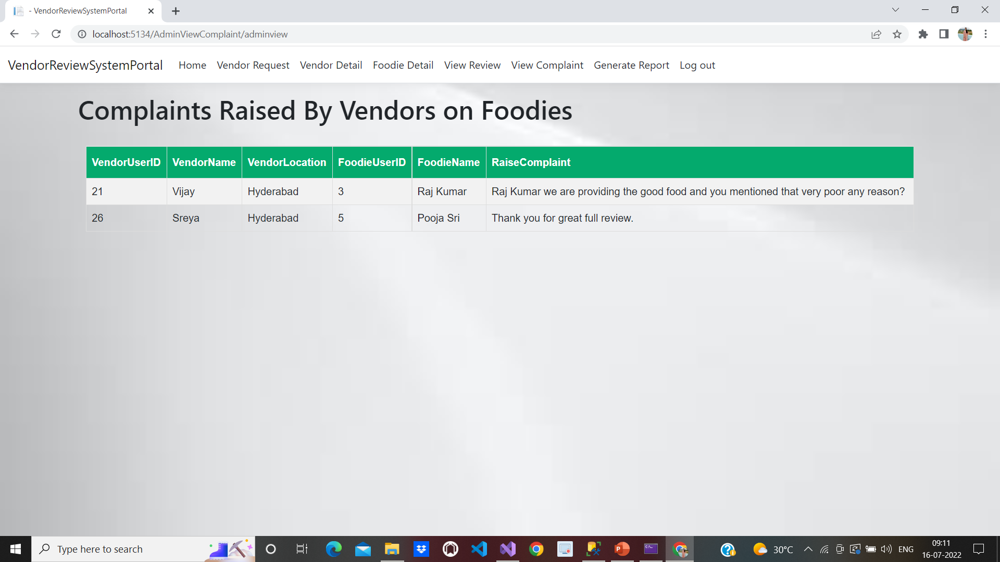 - VendorReviewSystemPortal
localhost:5134/AdminViewComplaint/adminview
VendorReviewSystemPortal Home Vendor Request Vendor Detail Foodie Detail View Review View Complaint Generate Report Log out
Complaints Raised By Vendors on Foodies
VendorUserID VendorName VendorLocation FoodieUserID FoodieName RaiseComplaint
21 Vijay Hyderabad 3 Raj Kumar Raj Kumar we are providing the good food and you mentioned that very poor any reason?
26 Sreya Hyderabad 5 Pooja Sri Thank you for great full review.
Type here to search
30°C
ENG
09:11
16-07-2022